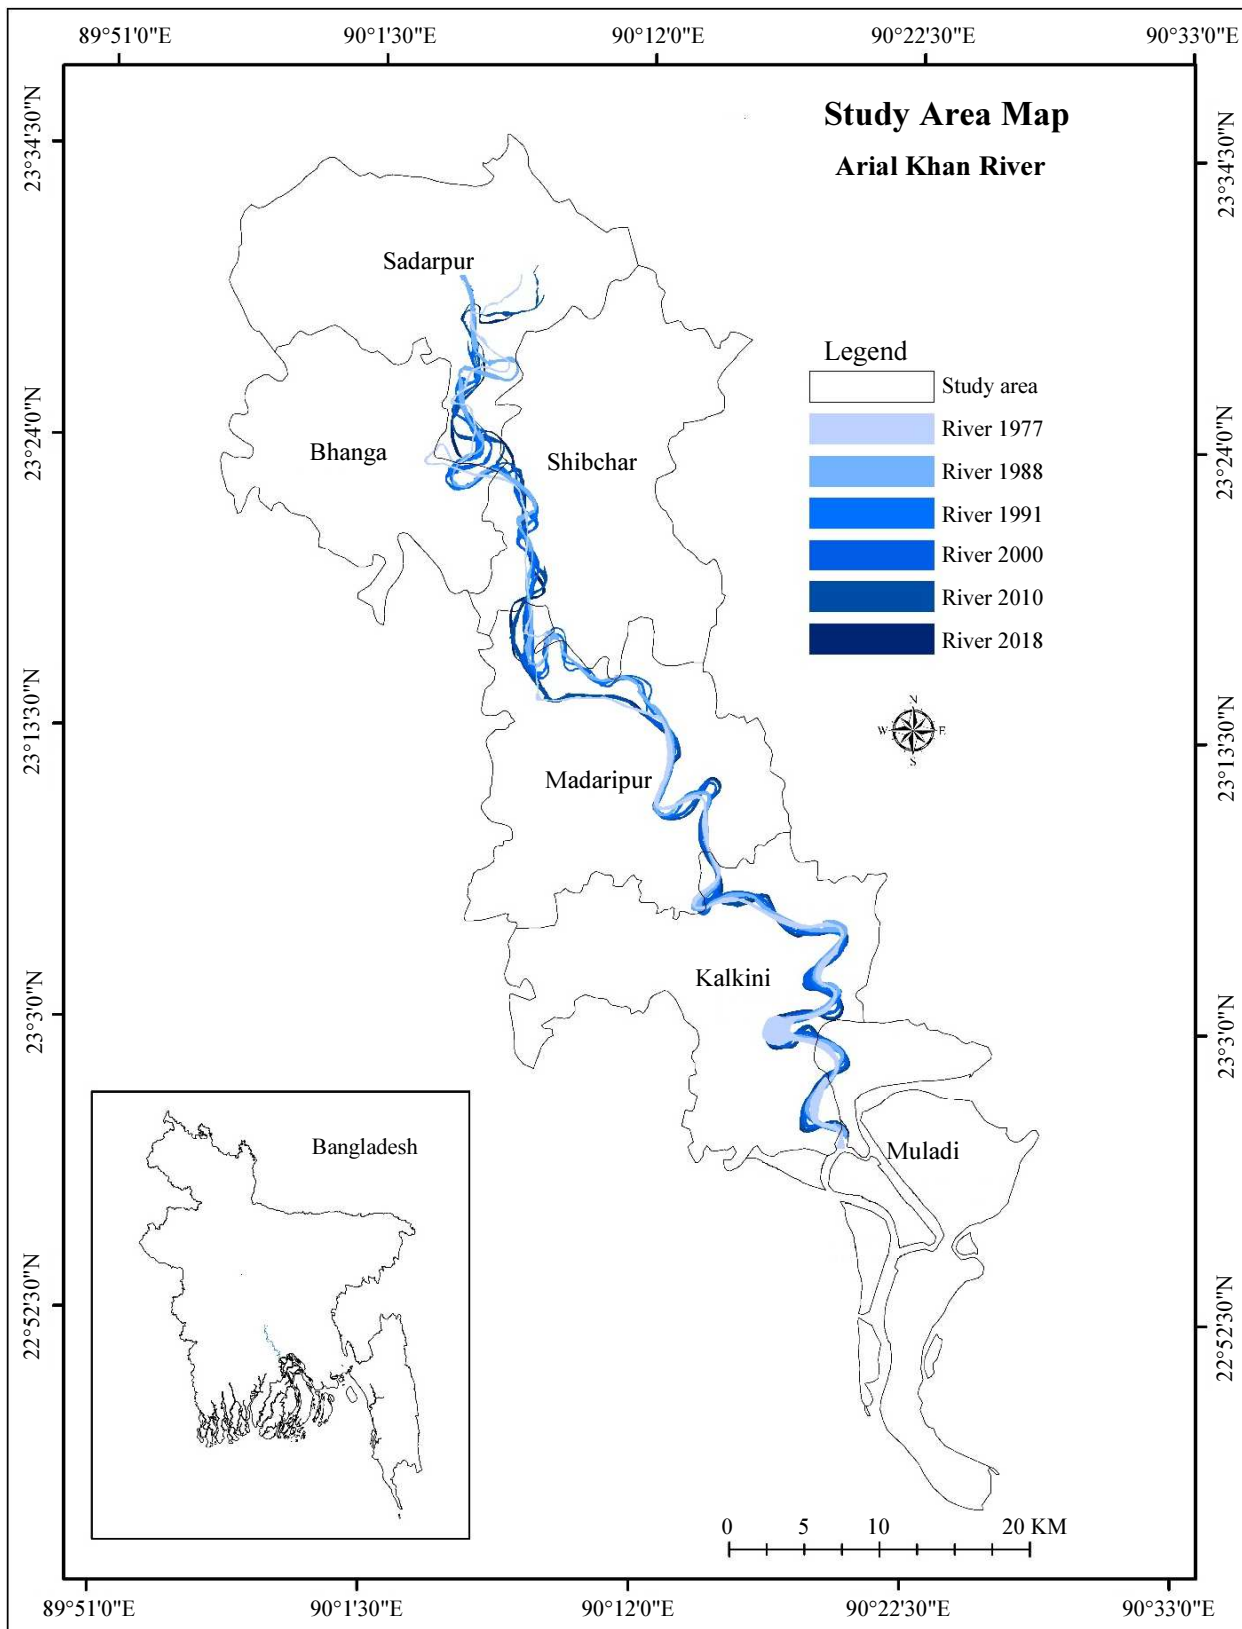 89°51'0"E 90°1'30"E 90°12'0"E 90°22'30"E 90°33'0"E
Study Area Map
Arial Khan River
23°34'30"N
23°34'30"N
Sadarpur
Legend
Study area
River 1977
River 1988
River 1991
River 2000
River 2010
River 2018
23°24'0"N
23°24'0"N
Bhanga
Shibchar
N
W E
S
23°13'30"N
23°13'30"N
Madaripur
Kalkini
23°3'0"N
23°3'0"N
Bangladesh
Muladi
22°52'30"N
22°52'30"N
0 5 10 20 KM
89°51'0"E 90°1'30"E 90°12'0"E 90°22'30"E 90°33'0"E